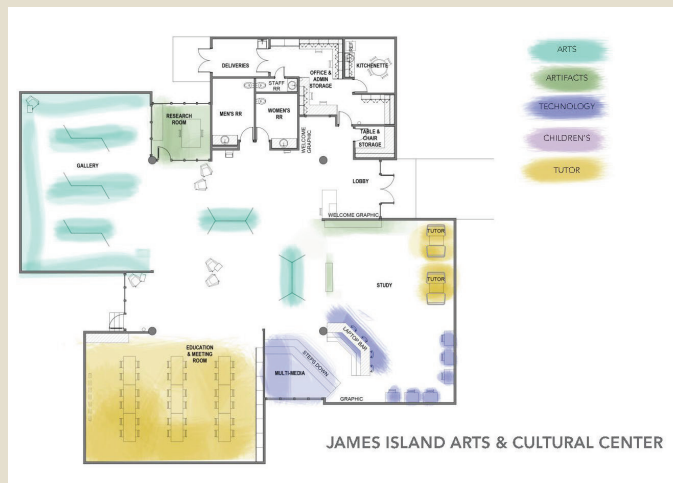 DELIVERIES
STAFF
RR
OFFICE &
ADMIN
STORAGE
REF.
KITCHENETTE
MEN'S RR
WOMEN'S
RR
RESEARCH
ROOM
WELCOME
GRAPHIC
TABLE &
CHAIR
STORAGE
GALLERY
LOBBY
WELCOME GRAPHIC
TUTOR
TUTOR
STUDY
LAPTOP BAR
STEPS DOWN
MULTI-MEDIA
GRAPHIC
EDUCATION
& MEETING
ROOM
ARTS
ARTIFACTS
TECHNOLOGY
CHILDREN'S
TUTOR
JAMES ISLAND ARTS & CULTURAL CENTER